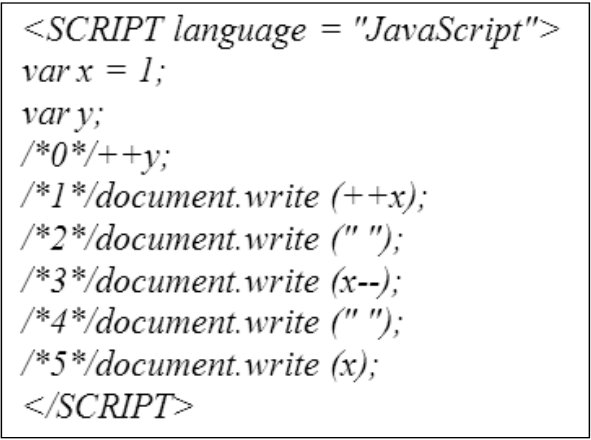 <SCRIPT language = "JavaScript">
var x = 1;
var y;
/*0*/++y;
/*1*/document.write (++x);
/*2*/document.write (" ");
/*3*/document.write (x--);
/*4*/document.write (" ");
/*5*/document.write (x);
</SCRIPT>